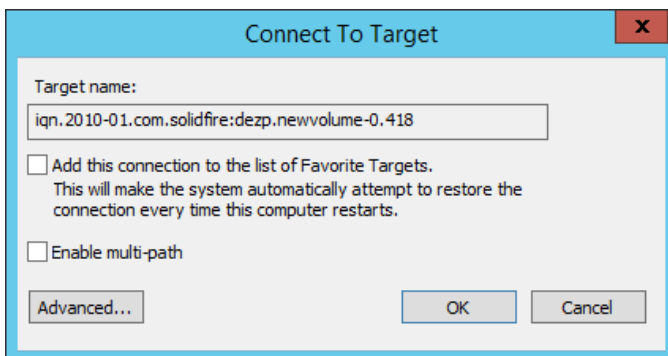 Connect To Target
x
Target name:
iqn.2010-01.com.solidfire:dezp.newvolume-0.418
Add this connection to the list of Favorite Targets.
This will make the system automatically attempt to restore the
connection every time this computer restarts.
Enable multi-path
Advanced... OK Cancel